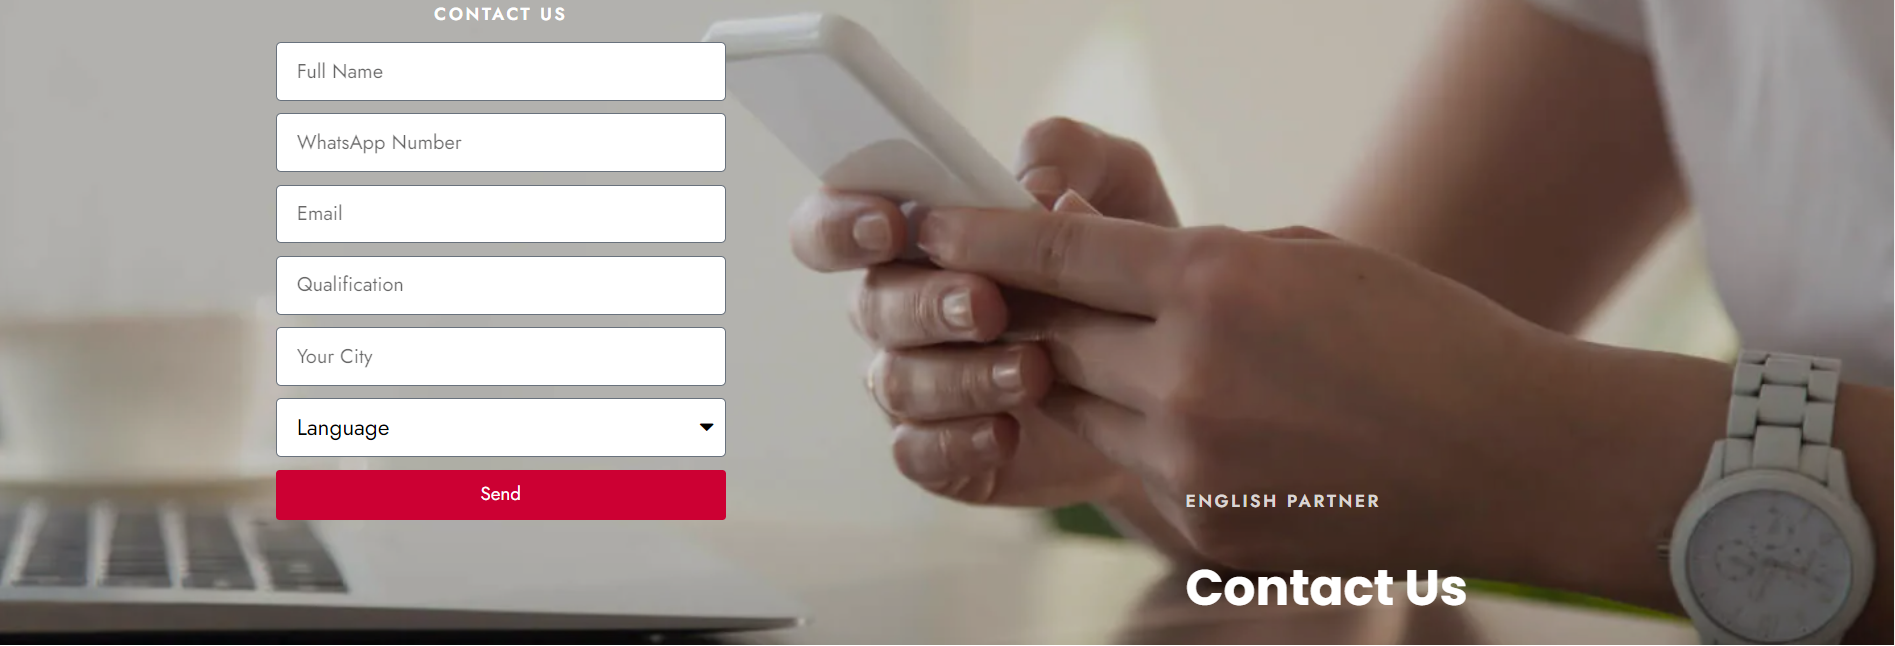 CONTACT US
Full Name
WhatsApp Number
Email
Qualification
Your City
Language
Send
ENGLISH PARTNER
Contact Us